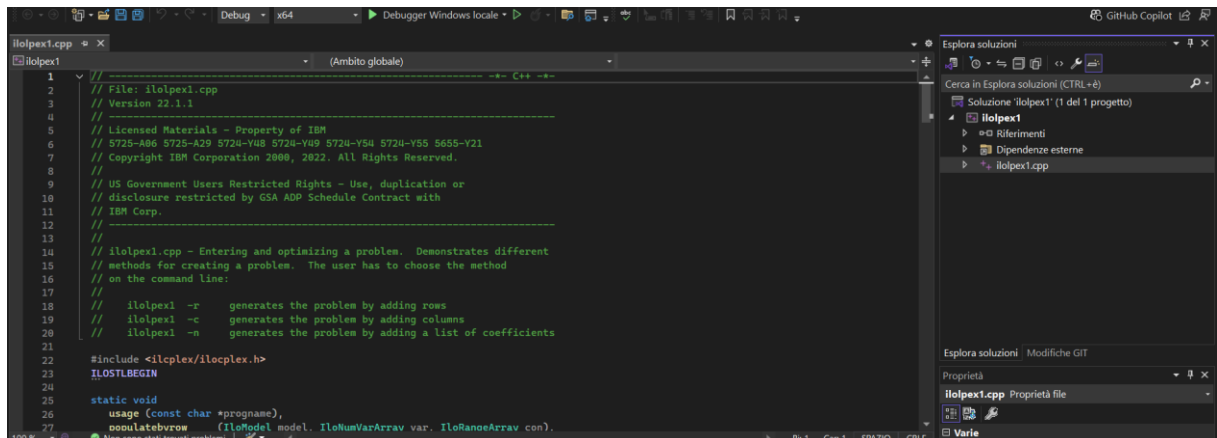 Debug x64 Debugger Windows locale GitHub Copilot
ilolpex1.cpp
ilolpex1 (Ambito globale)
1 // ---------------------------------------------------------- -*- C++ -*-
2 // File: ilolpex1.cpp
3 // Version 22.1.1
4 // --------------------------------------------------------------------------
5 // Licensed Materials - Property of IBM
6 // 5725-A06 5725-A29 5724-Y48 5724-Y49 5724-Y54 5724-Y55 5655-Y21
7 // Copyright IBM Corporation 2000, 2022. All Rights Reserved.
8 //
9 // US Government Users Restricted Rights - Use, duplication or
10 // disclosure restricted by GSA ADP Schedule Contract with
11 // IBM Corp.
12 // --------------------------------------------------------------------------
13 //
14 // ilolpex1.cpp - Entering and optimizing a problem. Demonstrates different
15 // methods for creating a problem. The user has to choose the method
16 // on the command line:
17 //
18 // ilolpex1 -r generates the problem by adding rows
19 // ilolpex1 -c generates the problem by adding columns
20 // ilolpex1 -n generates the problem by adding a list of coefficients
21
22 #include <ilcplex/ilocplex.h>
23 ILOSTLBEGIN
24
25 static void
26 usage (const char *progname),
27 populatebyrow (IloModel model, IloNumVarArray var, IloRangeArray con),
100 % Non sono stati trovati problemi SPAZIO CRLF
Esplora soluzioni
Cerca in Esplora soluzioni (CTRL+è)
Soluzione 'ilolpex1' (1 del 1 progetto)
ilolpex1
Riferimenti
Dipendenze esterne
ilolpex1.cpp
Esplora soluzioni Modifiche GIT
Proprietà
ilolpex1.cpp Proprietà file
Varie